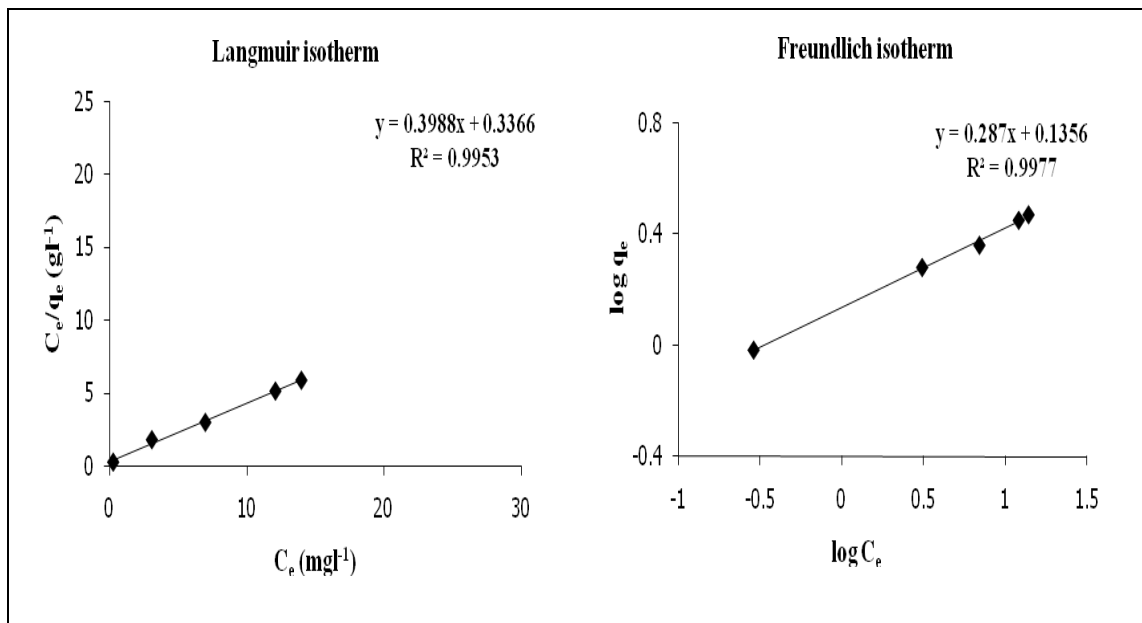 Langmuir isotherm
25
20
15
10
5
0
y = 0.3988x + 0.3366
R² = 0.9953
Cₑ/qₑ (gl⁻¹)
0 10 20 30
Cₑ (mgl⁻¹)
Freundlich isotherm
0.8
0.4
0
-0.4
y = 0.287x + 0.1356
R² = 0.9977
log qₑ
-1 -0.5 0 0.5 1 1.5
log Cₑ